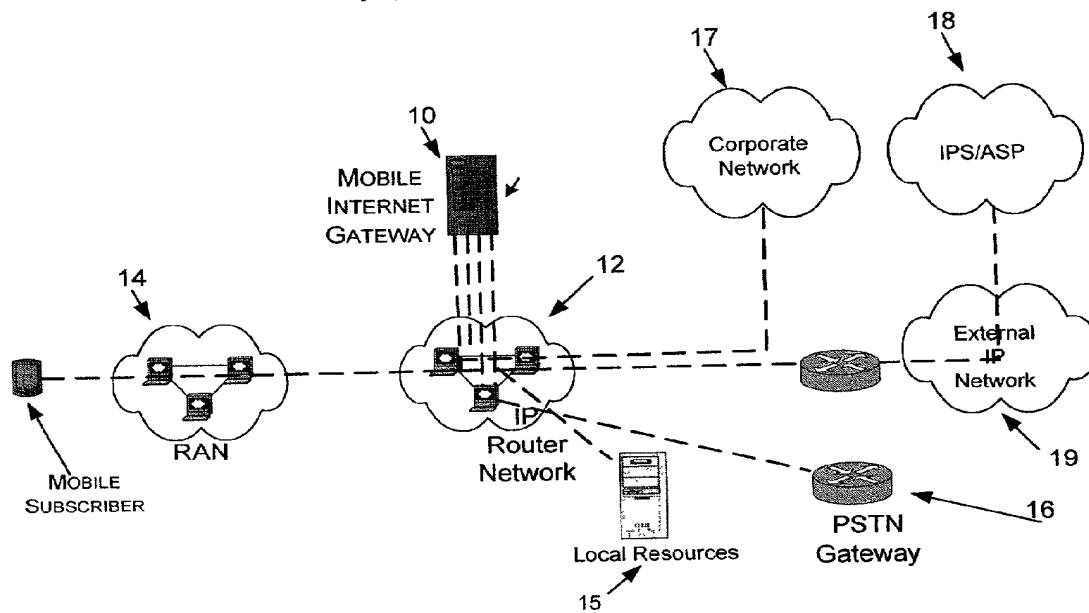 17
18
10
Corporate
Network
IPS/ASP
MOBILE
INTERNET
GATEWAY
14
12
External
IP
Network
RAN
IP
Router
Network
19
MOBILE
SUBSCRIBER
16
PSTN
Gateway
Local Resources
15